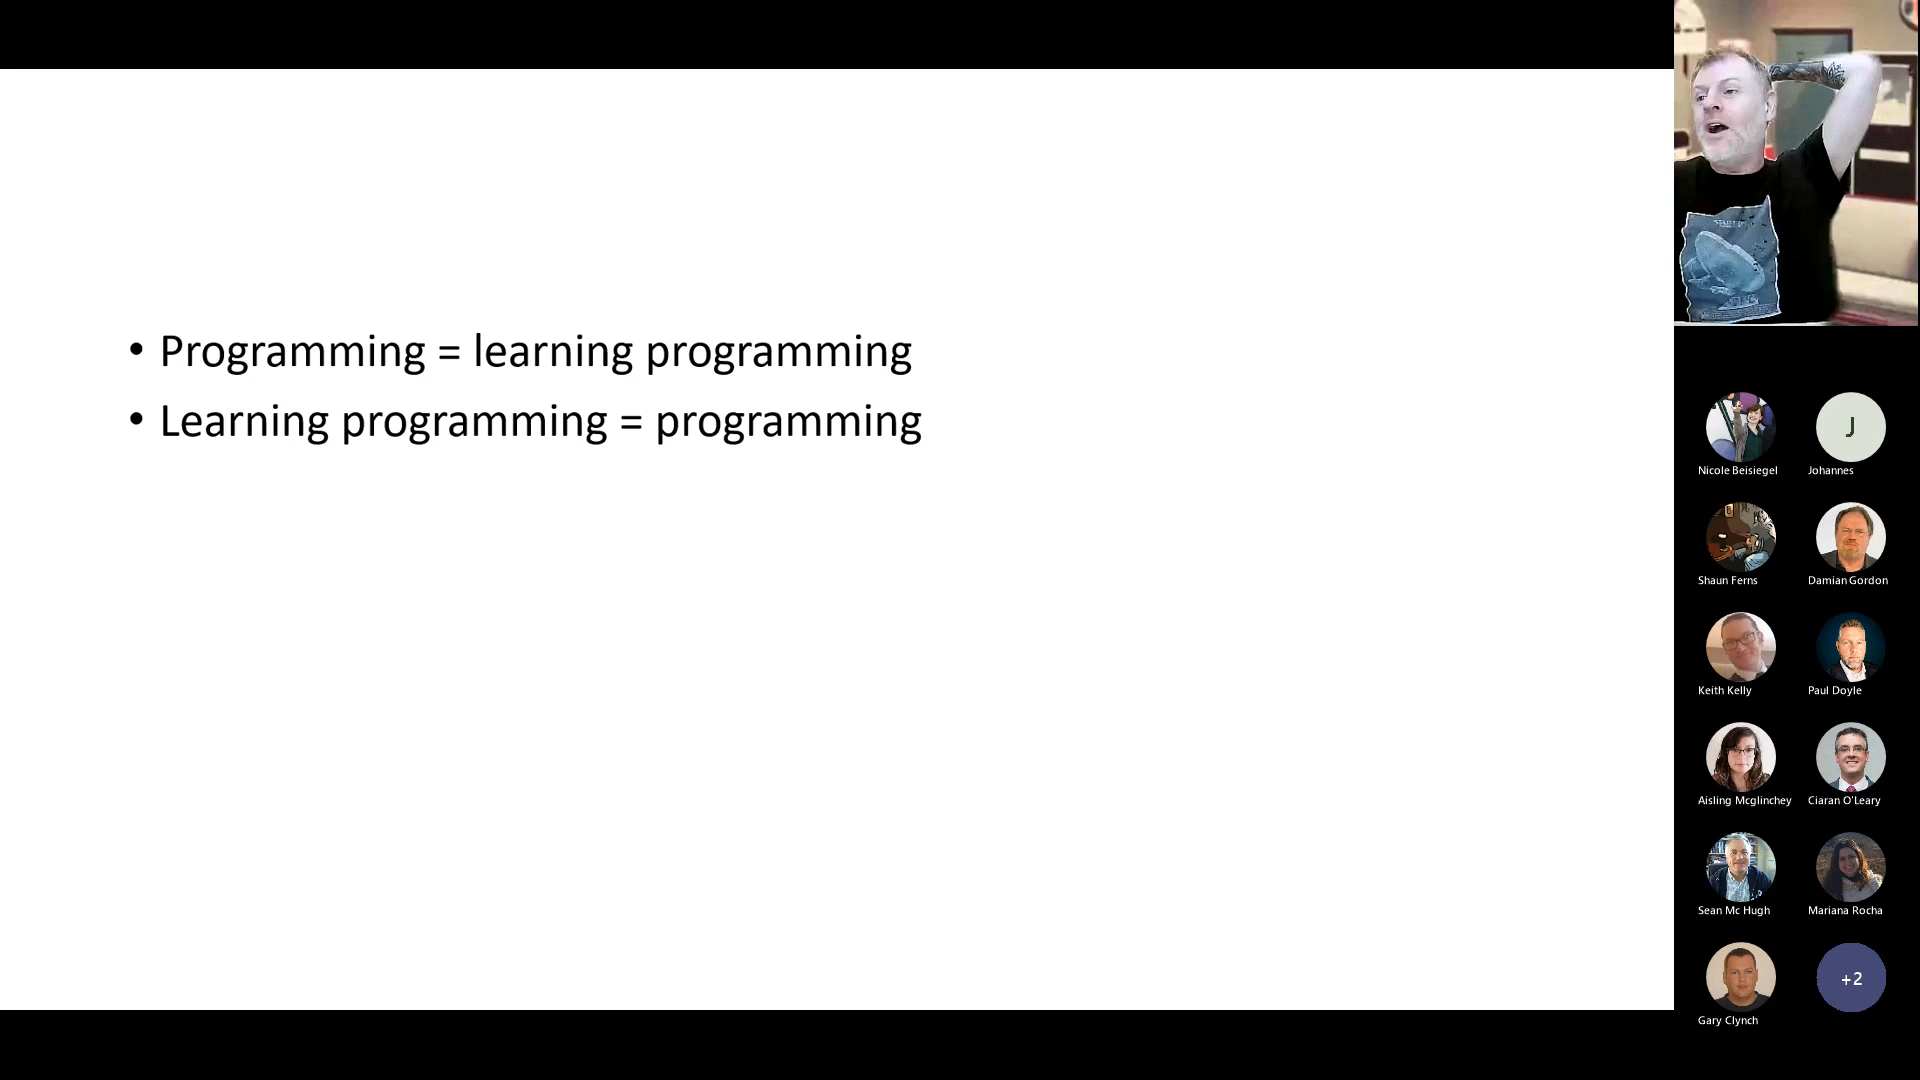 • Programming = learning programming
• Learning programming = programming
Nicole Beisiegel
J
Johannes
Shaun Ferns
Damian Gordon
Keith Kelly
Paul Doyle
Aisling Mcglinchey
Ciaran O'Leary
Sean Mc Hugh
Mariana Rocha
Gary Clynch
+2